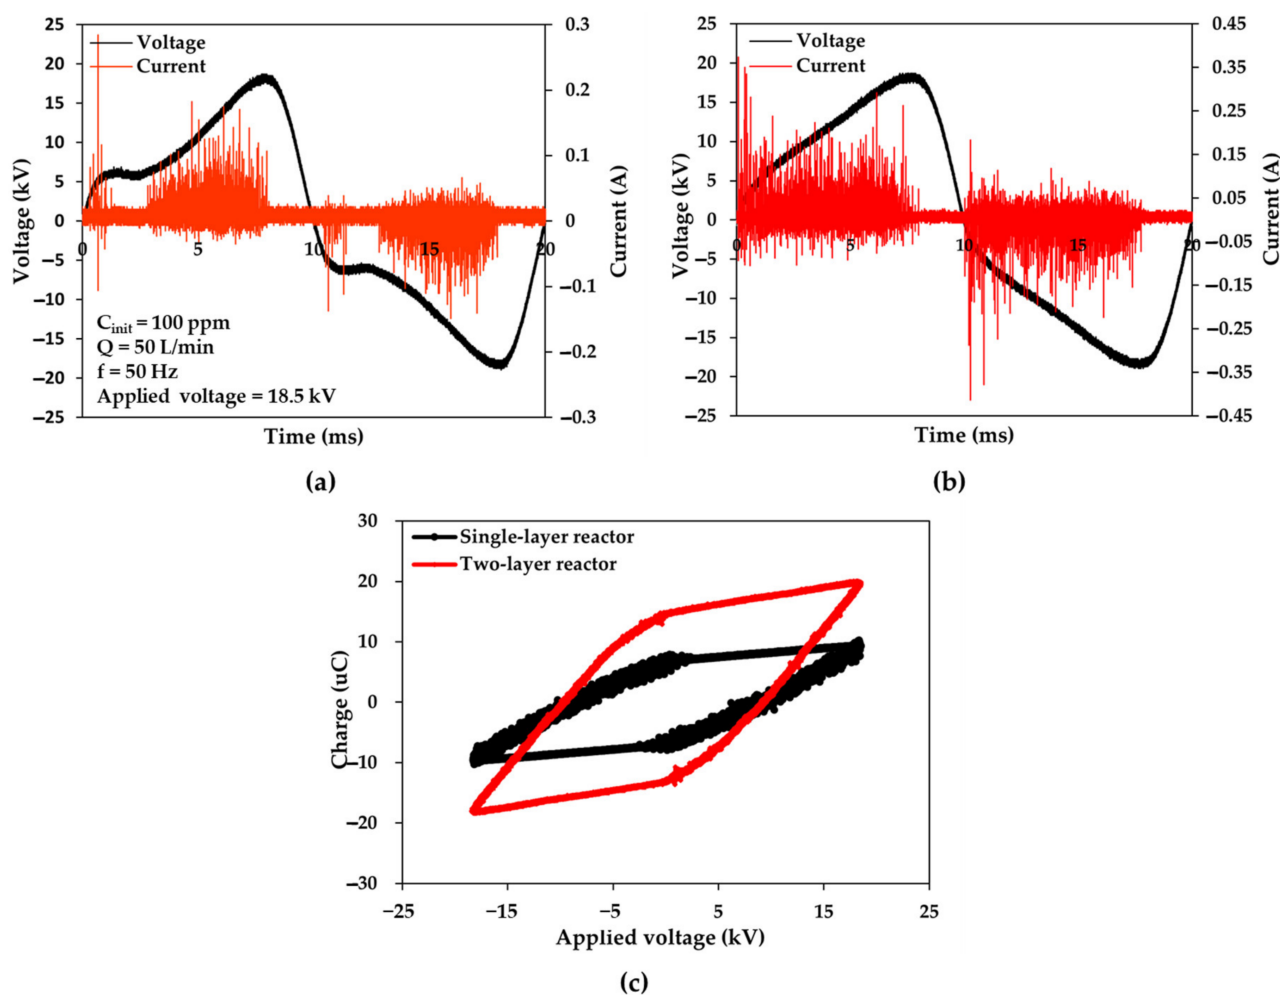 25
20
15
10
5
0
−5
−10
−15
−20
−25
Voltage (kV)
Voltage
Current
0 5 10 15 20
0.3
0.2
0.1
0
−0.1
−0.2
−0.3
Current (A)
C_init = 100 ppm
Q = 50 L/min
f = 50 Hz
Applied voltage = 18.5 kV
Time (ms)
(a)
25
20
15
10
5
0
−5
−10
−15
−20
−25
Voltage (kV)
Voltage
Current
0 5 10 15 20
0.45
0.35
0.25
0.15
0.05
−0.05
−0.15
−0.25
−0.35
−0.45
Current (A)
Time (ms)
(b)
30
20
10
0
−10
−20
−30
Charge (uC)
Single-layer reactor
Two-layer reactor
−25 −15 −5 5 15 25
Applied voltage (kV)
(c)